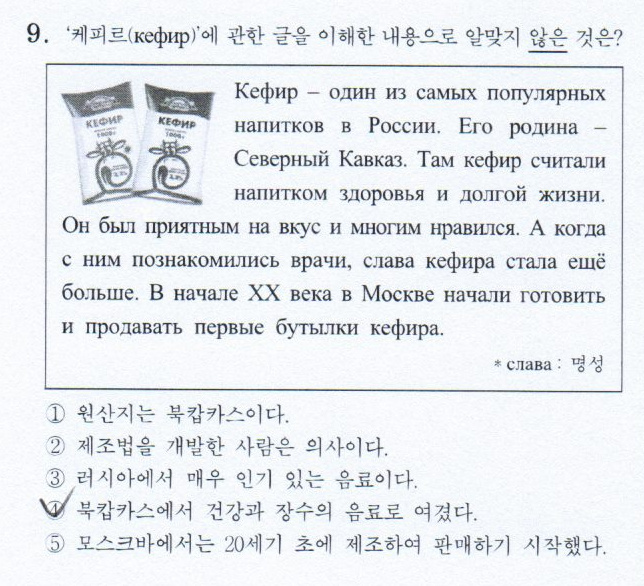 9. '케피르(кефир)'에 관한 글을 이해한 내용으로 알맞지 않은 것은?
КЕФИР
КЕФИР
Кефир – один из самых популярных
напитков в России. Его родина –
Северный Кавказ. Там кефир считали
напитком здоровья и долгой жизни.
Он был приятным на вкус и многим нравился. А когда
с ним познакомились врачи, слава кефира стала ещё
больше. В начале XX века в Москве начали готовить
и продавать первые бутылки кефира.
* слава : 명성
① 원산지는 북캅카스이다.
② 제조법을 개발한 사람은 의사이다.
③ 러시아에서 매우 인기 있는 음료이다.
④ 북캅카스에서 건강과 장수의 음료로 여겼다.
⑤ 모스크바에서는 20세기 초에 제조하여 판매하기 시작했다.